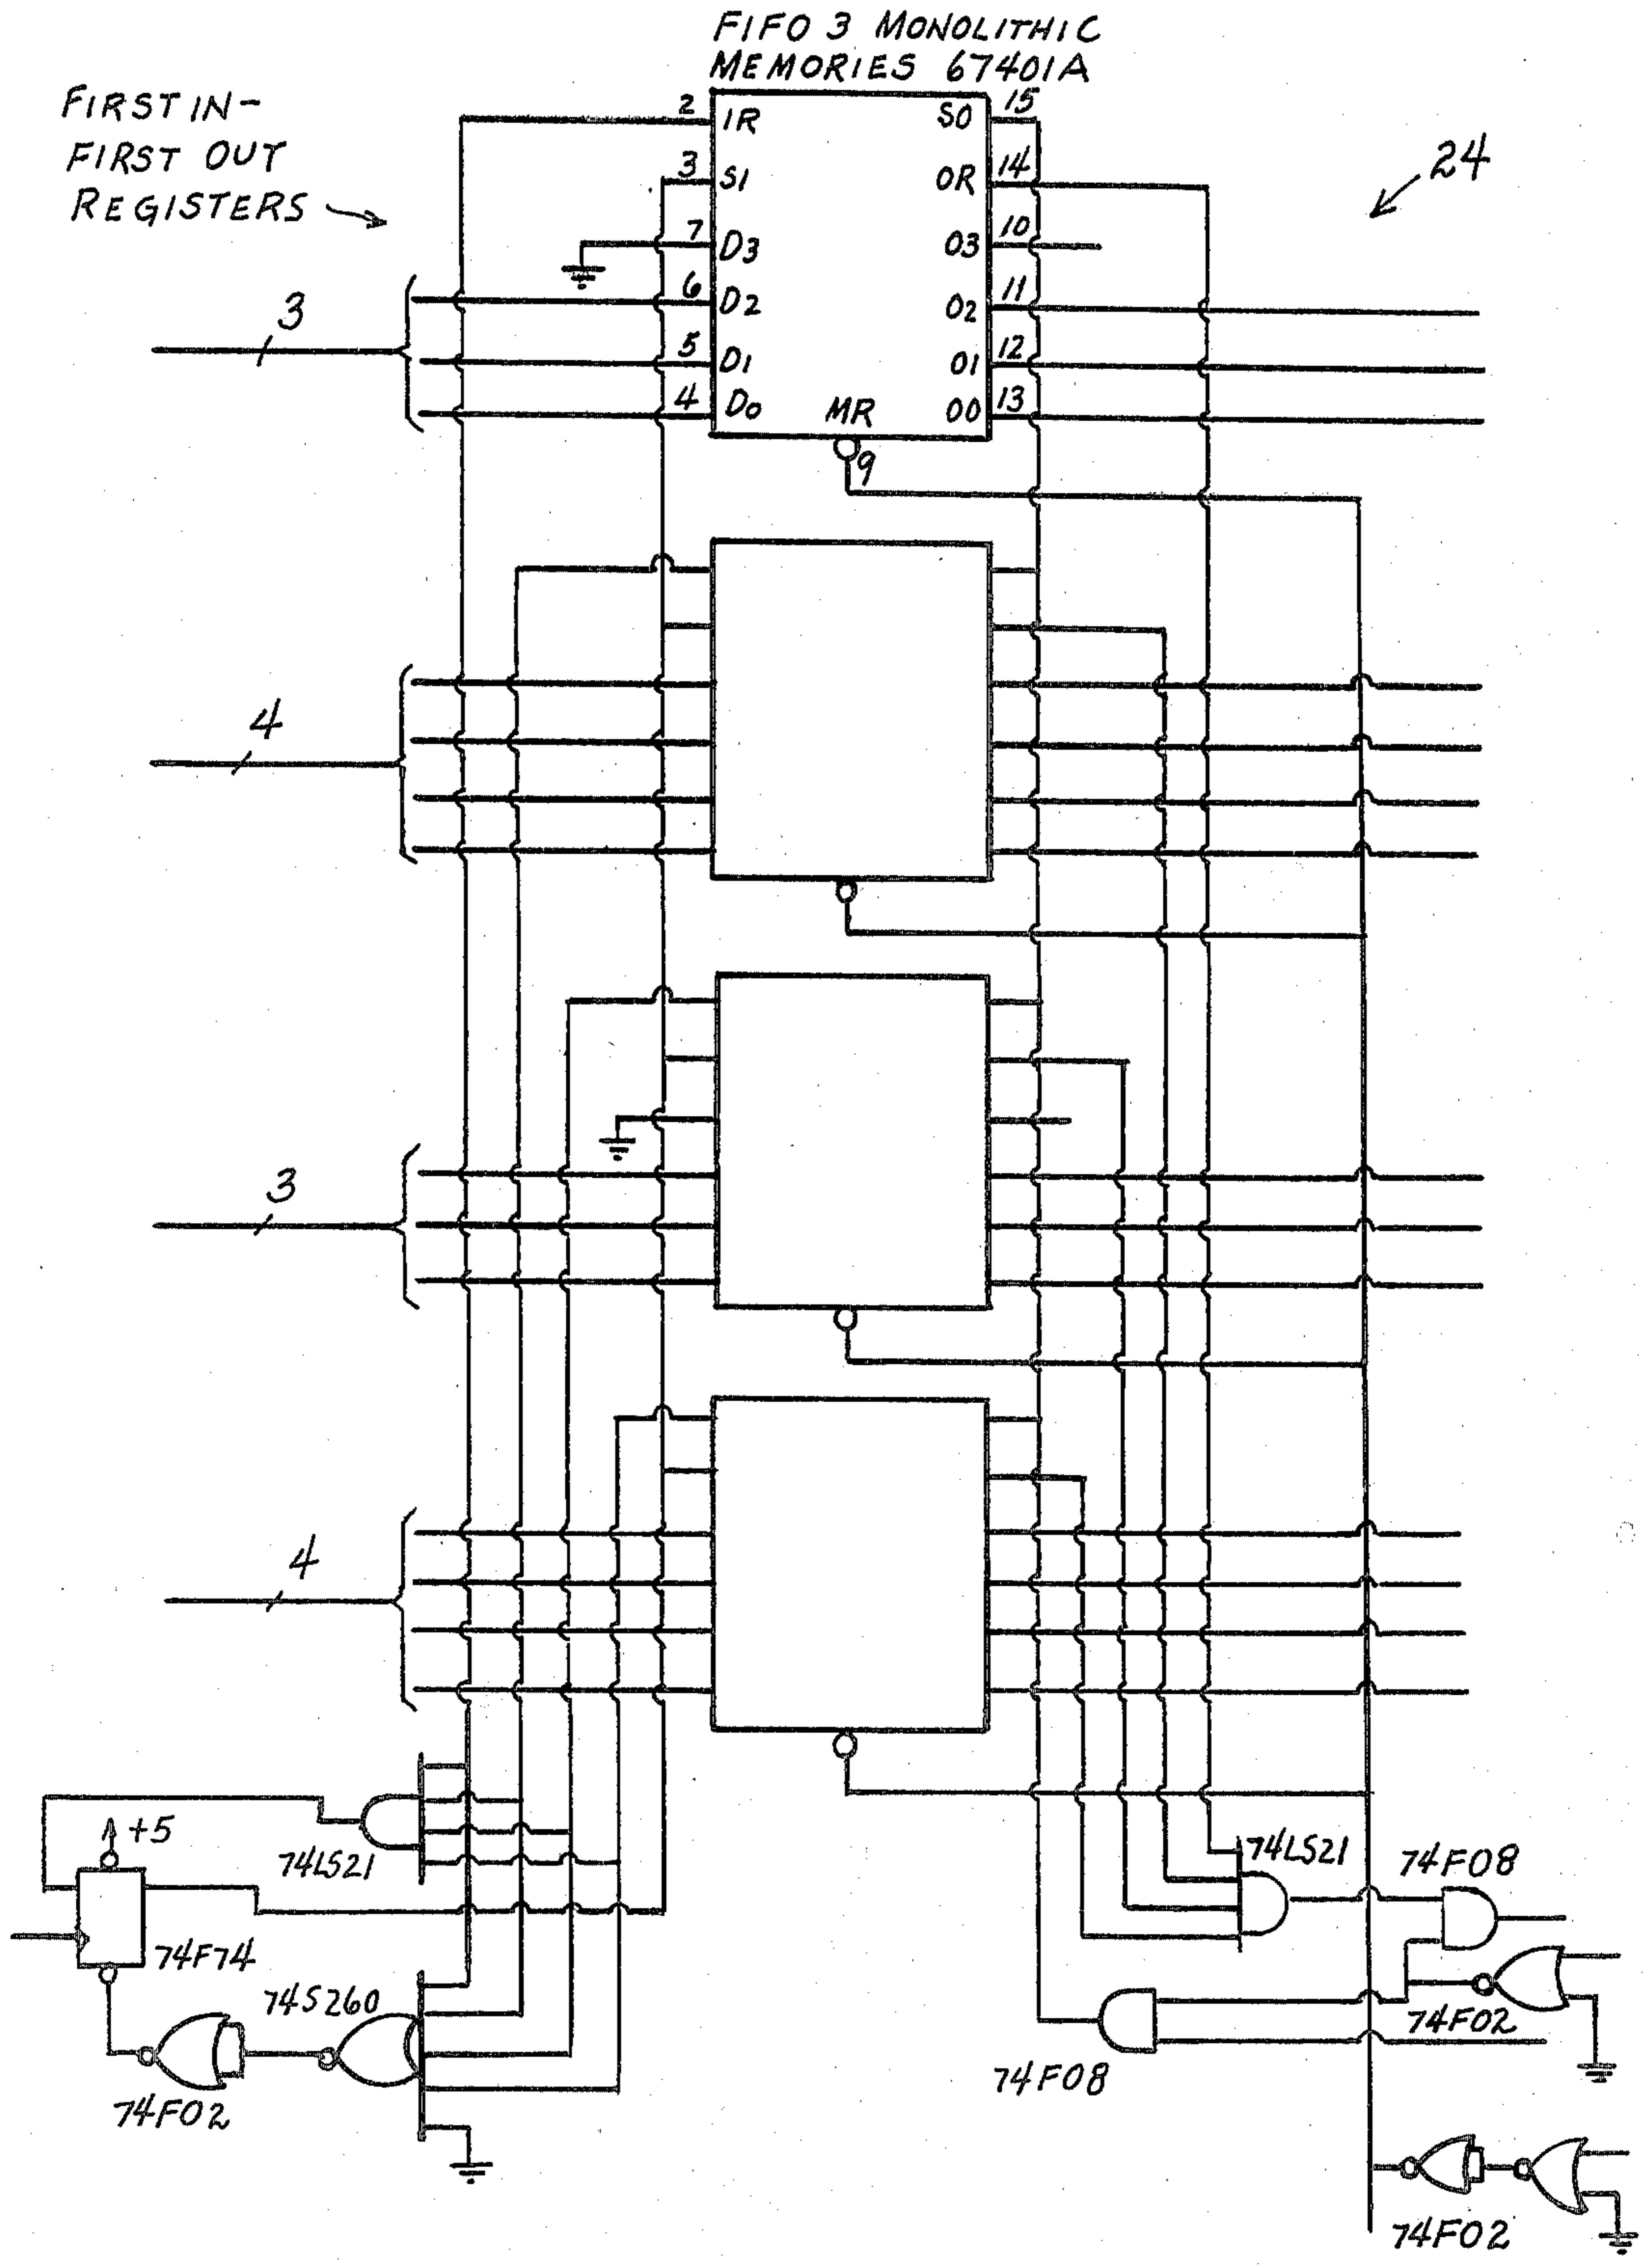 FIFO 3 MONOLITHIC
MEMORIES 67401A
FIRST IN-
FIRST OUT
REGISTERS
24
2 IR SO 15
3 SI OR 14
7 D3 O3 10
6 D2 O2 11
5 D1 O1 12
4 D0 MR O0 13
9
3
4
3
4
+5
74LS21
74F74
74S260
74F02
74LS21
74F08
74F02
74F08
74F02